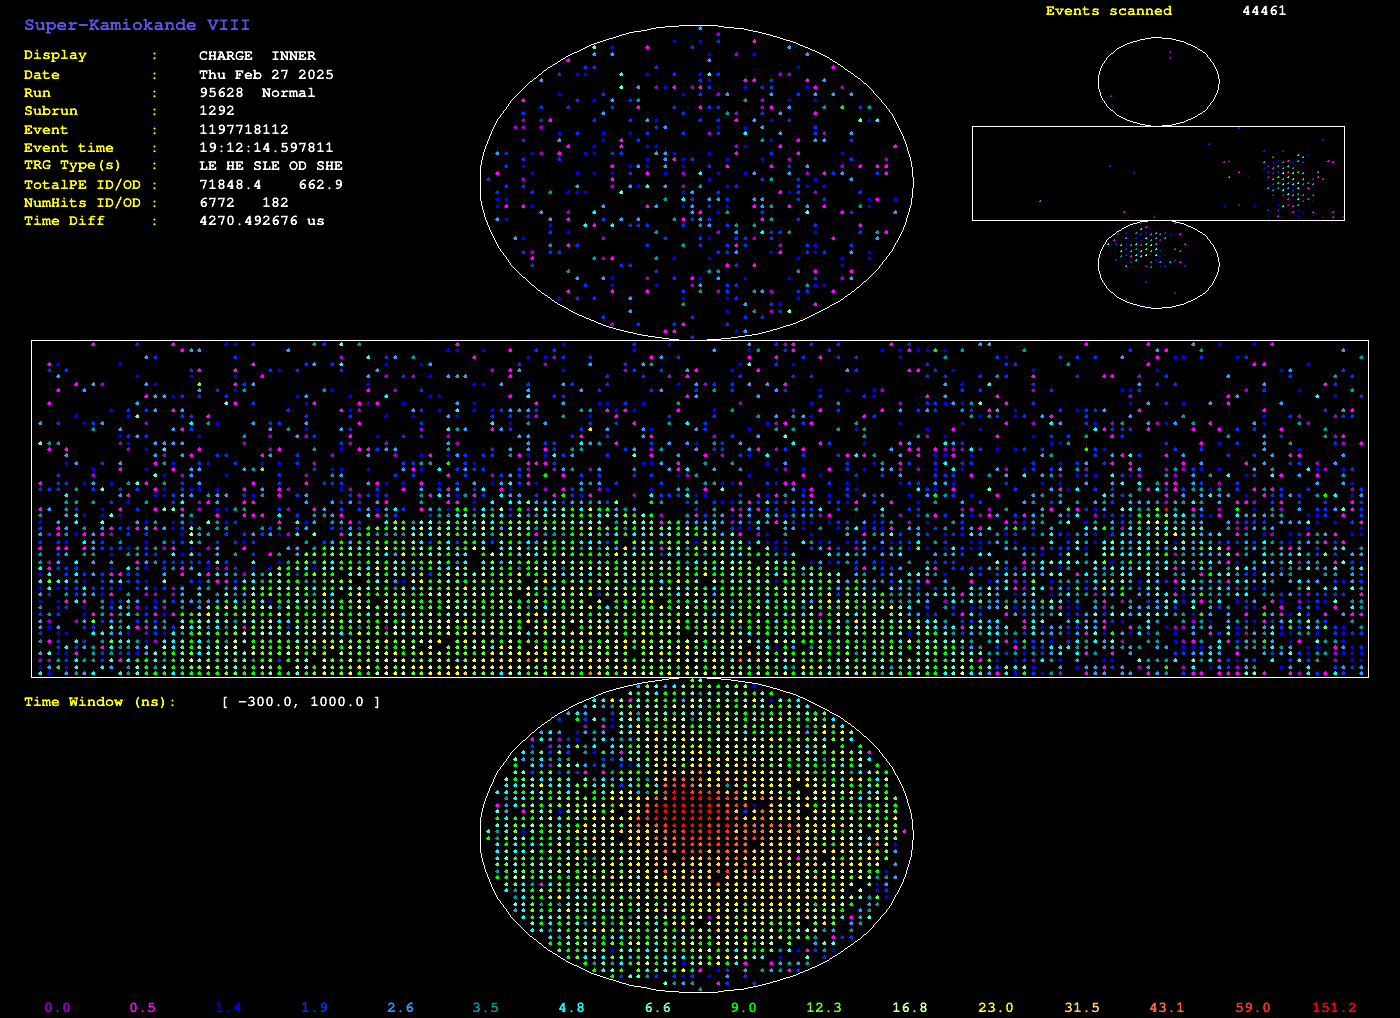 Super-Kamiokande VIII
Events scanned 44461
Display : CHARGE INNER
Date : Thu Feb 27 2025
Run : 95628 Normal
Subrun : 1292
Event : 1197718112
Event time : 19:12:14.597811
TRG Type(s) : LE HE SLE OD SHE
TotalPE ID/OD : 71848.4 662.9
NumHits ID/OD : 6772 182
Time Diff : 4270.492676 us
Time Window (ns): [ -300.0, 1000.0 ]
0.0 0.5 1.4 1.9 2.6 3.5 4.8 6.6 9.0 12.3 16.8 23.0 31.5 43.1 59.0 151.2